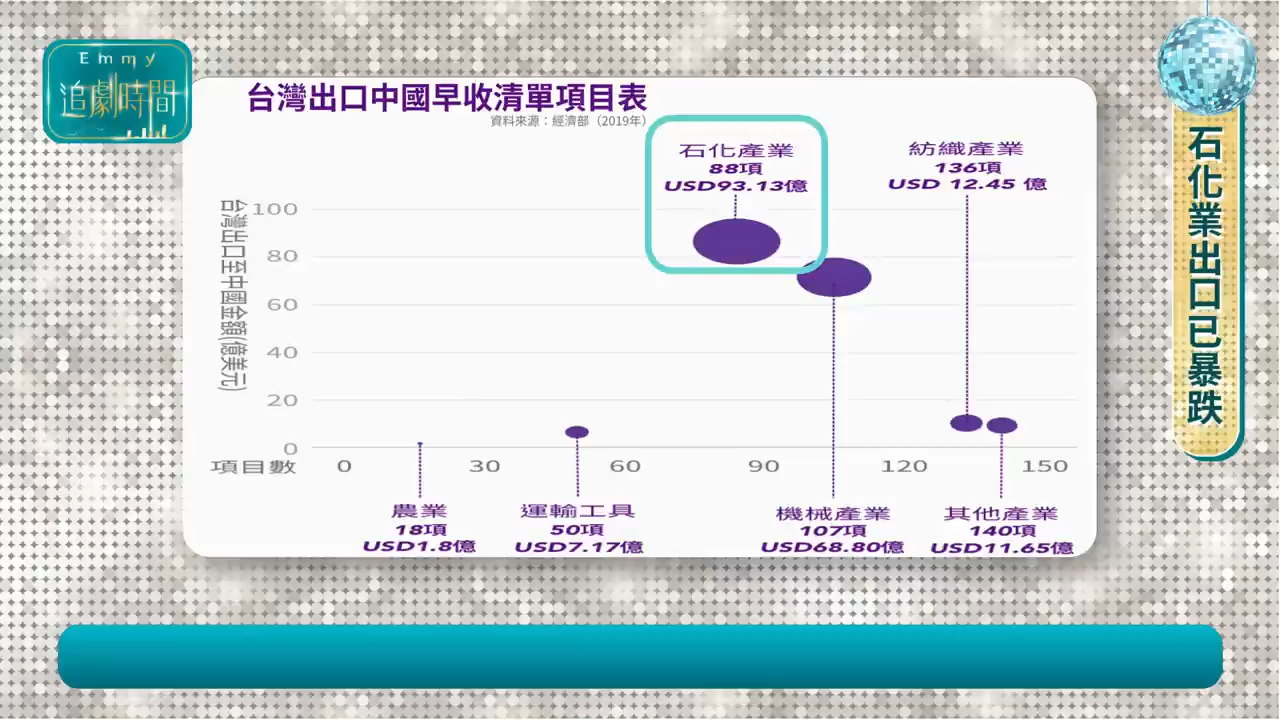 Emmy
追劇時間
台灣出口中國早收清單項目表
資料來源：經濟部（2019年）
石化產業
88項
USD93.13億
紡織產業
136項
USD 12.45 億
台灣出口至中國金額(億美元)
100
80
60
40
20
0
項目數
0
30
60
90
120
150
農業
18項
USD1.8億
運輸工具
50項
USD7.17億
機械產業
107項
USD68.80億
其他產業
140項
USD11.65億
石化業出口已暴跌